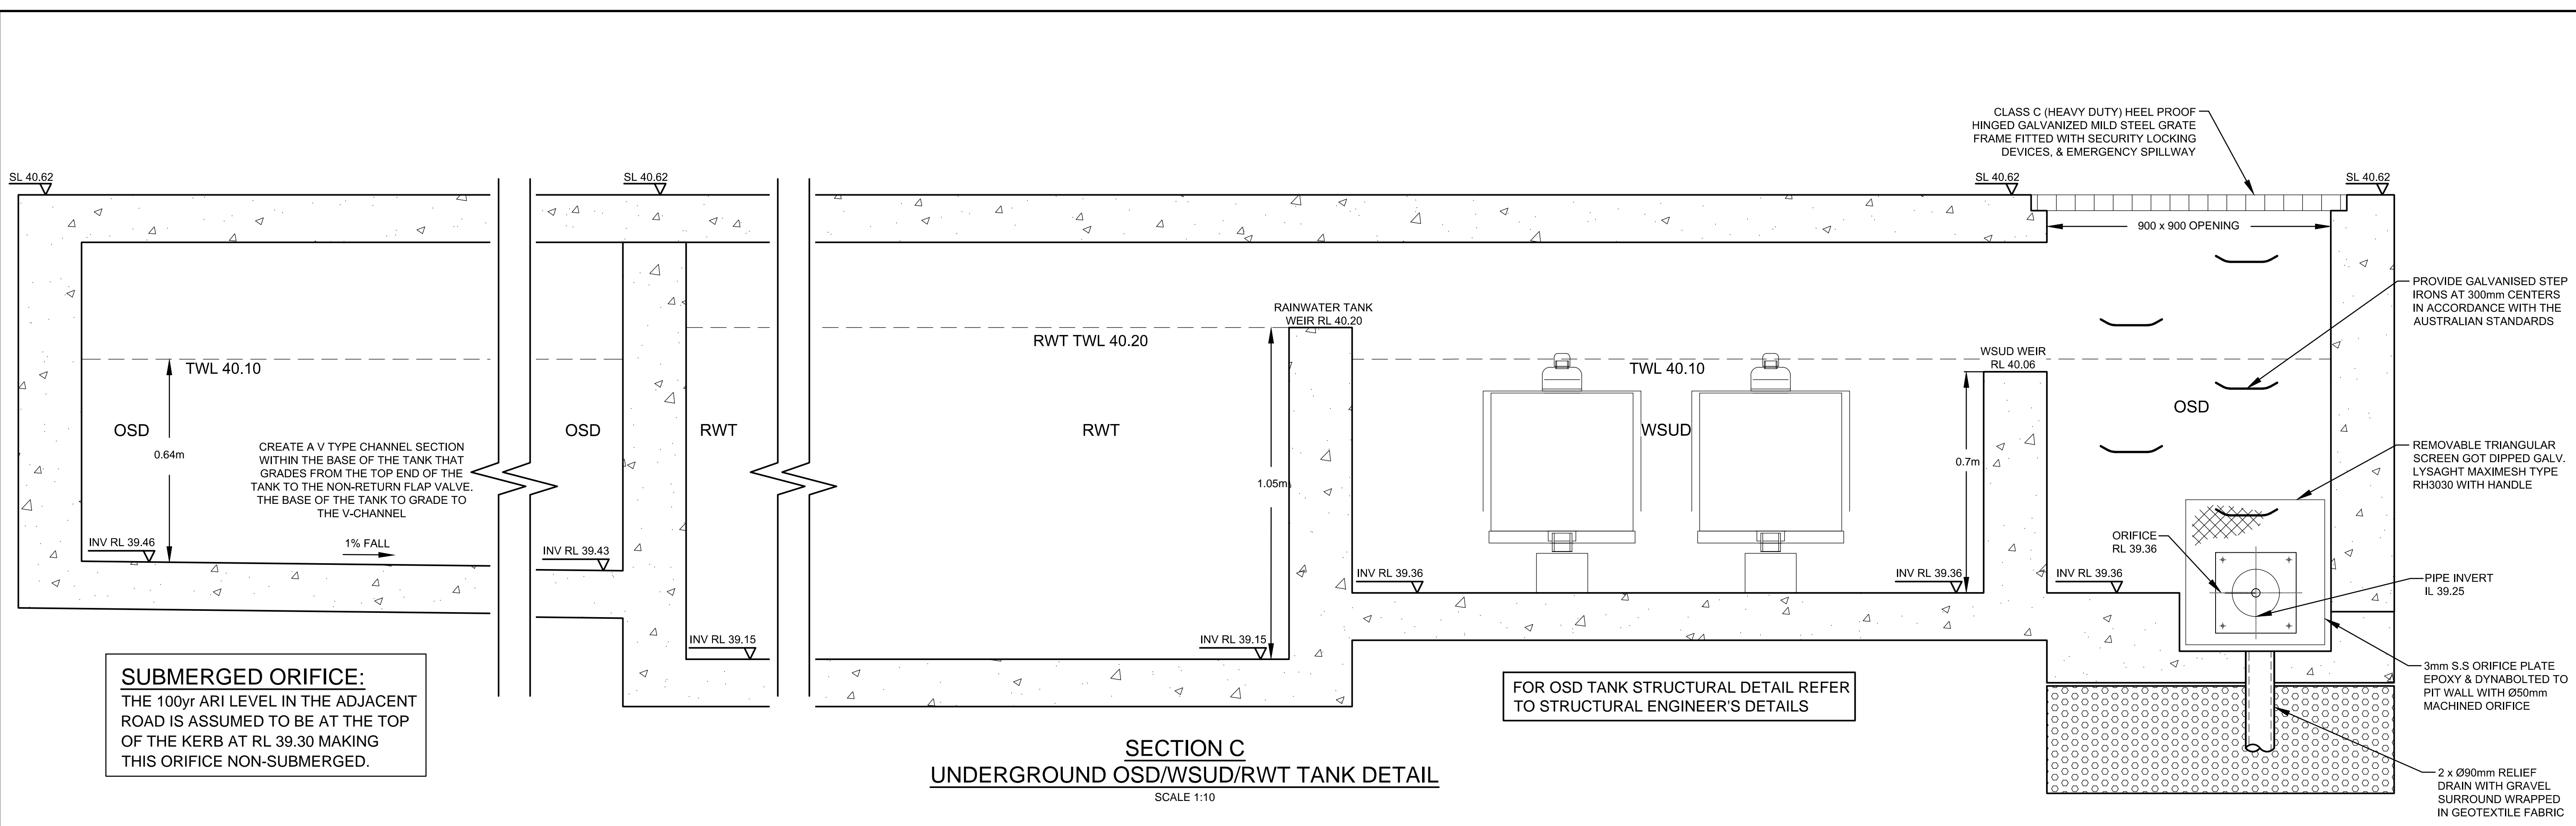 CLASS C (HEAVY DUTY) HEEL PROOF
HINGED GALVANIZED MILD STEEL GRATE
FRAME FITTED WITH SECURITY LOCKING
DEVICES, & EMERGENCY SPILLWAY
SL 40.62
SL 40.62
SL 40.62
SL 40.62
900 x 900 OPENING
PROVIDE GALVANISED STEP
IRONS AT 300mm CENTERS
IN ACCORDANCE WITH THE
AUSTRALIAN STANDARDS
RAINWATER TANK
WEIR RL 40.20
RWT TWL 40.20
WSUD WEIR
RL 40.06
TWL 40.10
TWL 40.10
OSD
0.64m
CREATE A V TYPE CHANNEL SECTION
WITHIN THE BASE OF THE TANK THAT
GRADES FROM THE TOP END OF THE
TANK TO THE NON-RETURN FLAP VALVE.
THE BASE OF THE TANK TO GRADE TO
THE V-CHANNEL
OSD
RWT
RWT
1.05m
WSUD
0.7m
OSD
REMOVABLE TRIANGULAR
SCREEN GOT DIPPED GALV.
LYSAGHT MAXIMESH TYPE
RH3030 WITH HANDLE
ORIFICE
RL 39.36
INV RL 39.46
1% FALL
INV RL 39.43
INV RL 39.36
INV RL 39.36
INV RL 39.36
PIPE INVERT
IL 39.25
INV RL 39.15
INV RL 39.15
3mm S.S ORIFICE PLATE
EPOXY & DYNABOLTED TO
PIT WALL WITH Ø50mm
MACHINED ORIFICE
SUBMERGED ORIFICE:
THE 100yr ARI LEVEL IN THE ADJACENT
ROAD IS ASSUMED TO BE AT THE TOP
OF THE KERB AT RL 39.30 MAKING
THIS ORIFICE NON-SUBMERGED.
FOR OSD TANK STRUCTURAL DETAIL REFER
TO STRUCTURAL ENGINEER'S DETAILS
SECTION C
UNDERGROUND OSD/WSUD/RWT TANK DETAIL
SCALE 1:10
2 x Ø90mm RELIEF
DRAIN WITH GRAVEL
SURROUND WRAPPED
IN GEOTEXTILE FABRIC